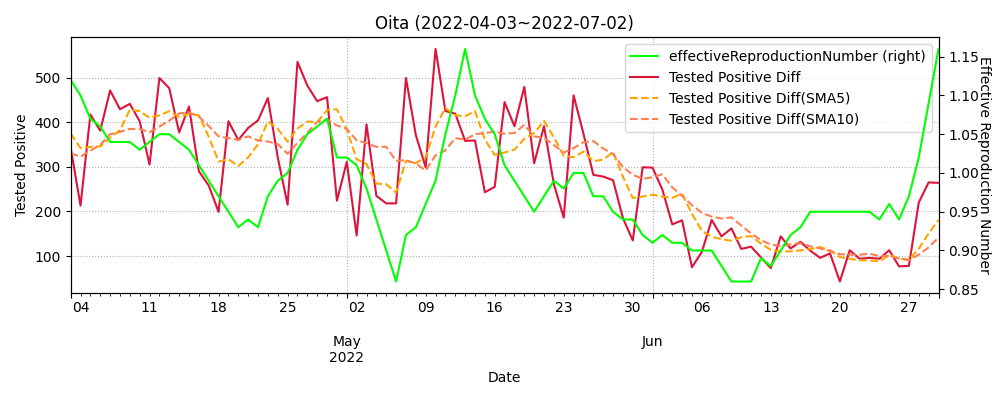 Oita (2022-04-03~2022-07-02)
effectiveReproductionNumber (right)
Tested Positive Diff
Tested Positive Diff(SMA5)
Tested Positive Diff(SMA10)
Tested Positive
500
400
300
200
100
1.15
1.10
1.05
1.00
0.95
0.90
0.85
Effective Reproduction Number
04 11 18 25 02 09 16 23 30 06 13 20 27
May Jun
2022
Date